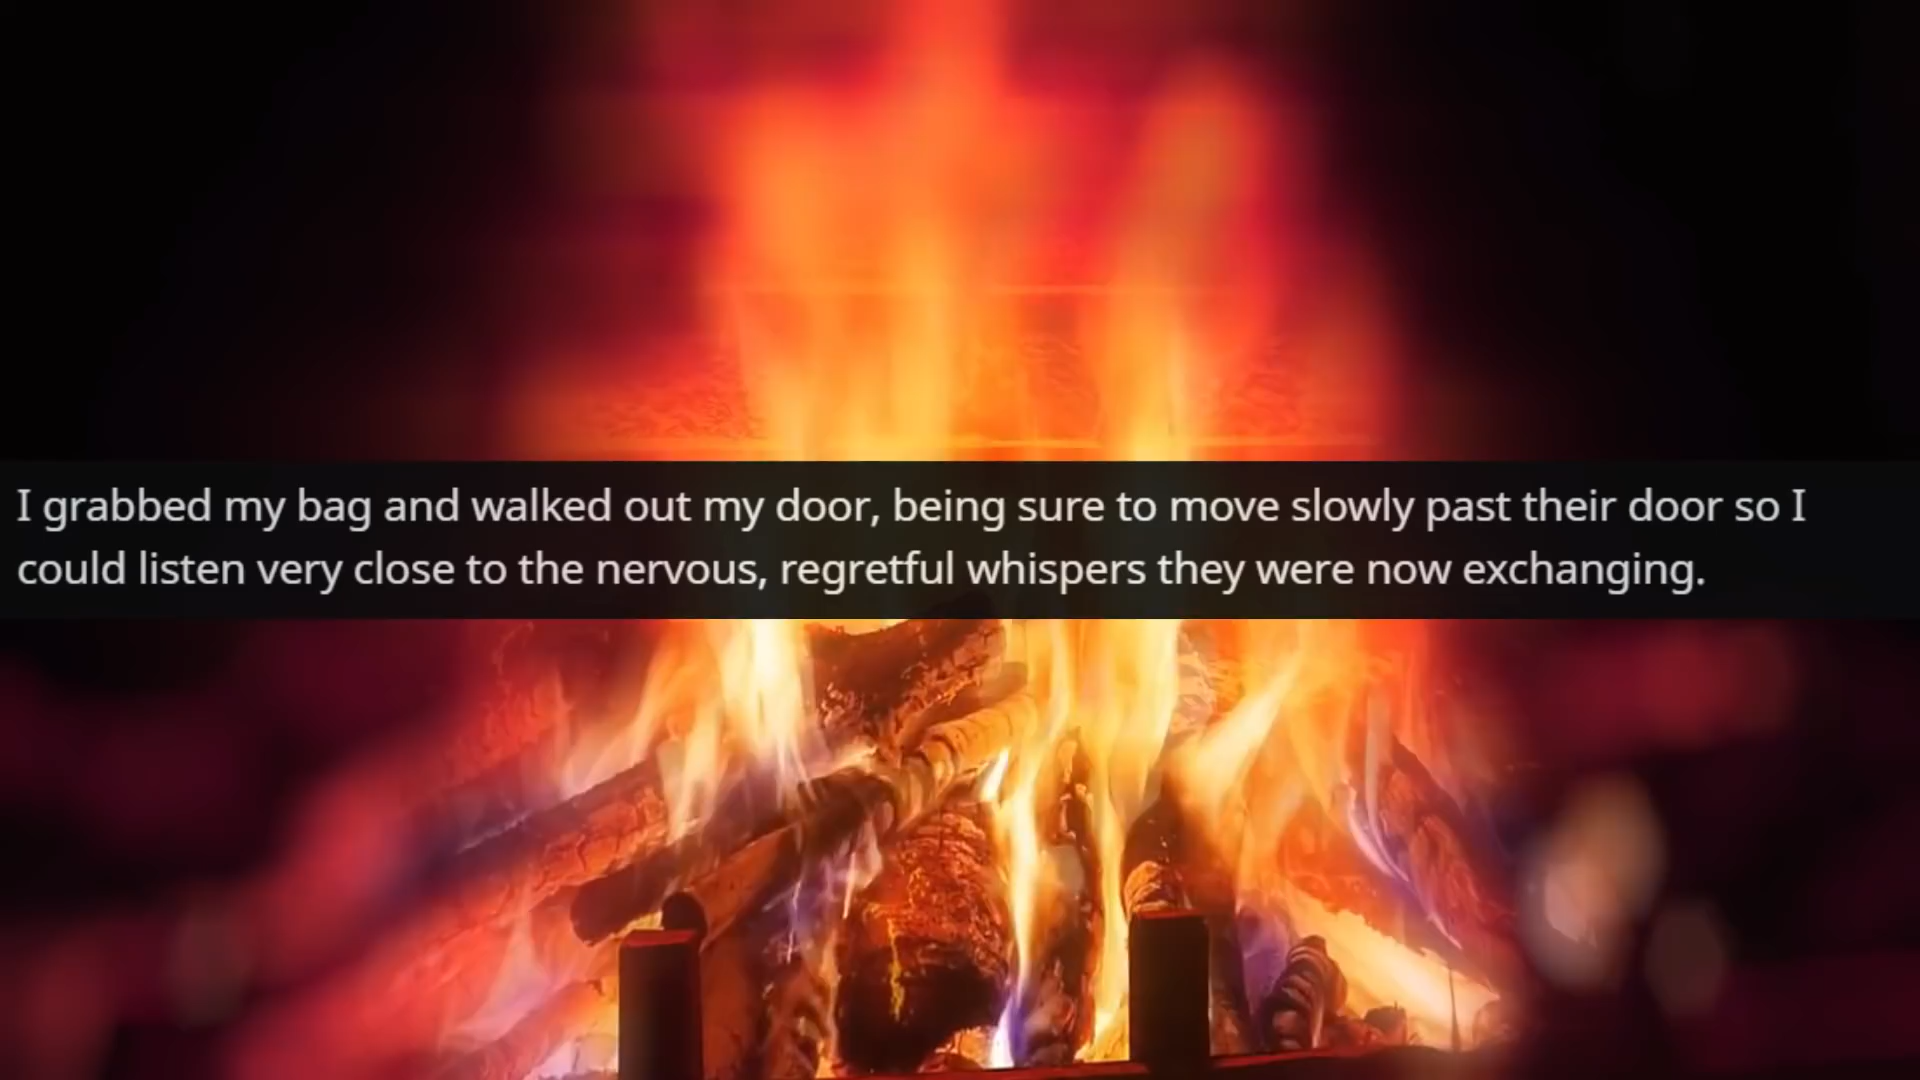 I grabbed my bag and walked out my door, being sure to move slowly past their door so I
could listen very close to the nervous, regretful whispers they were now exchanging.